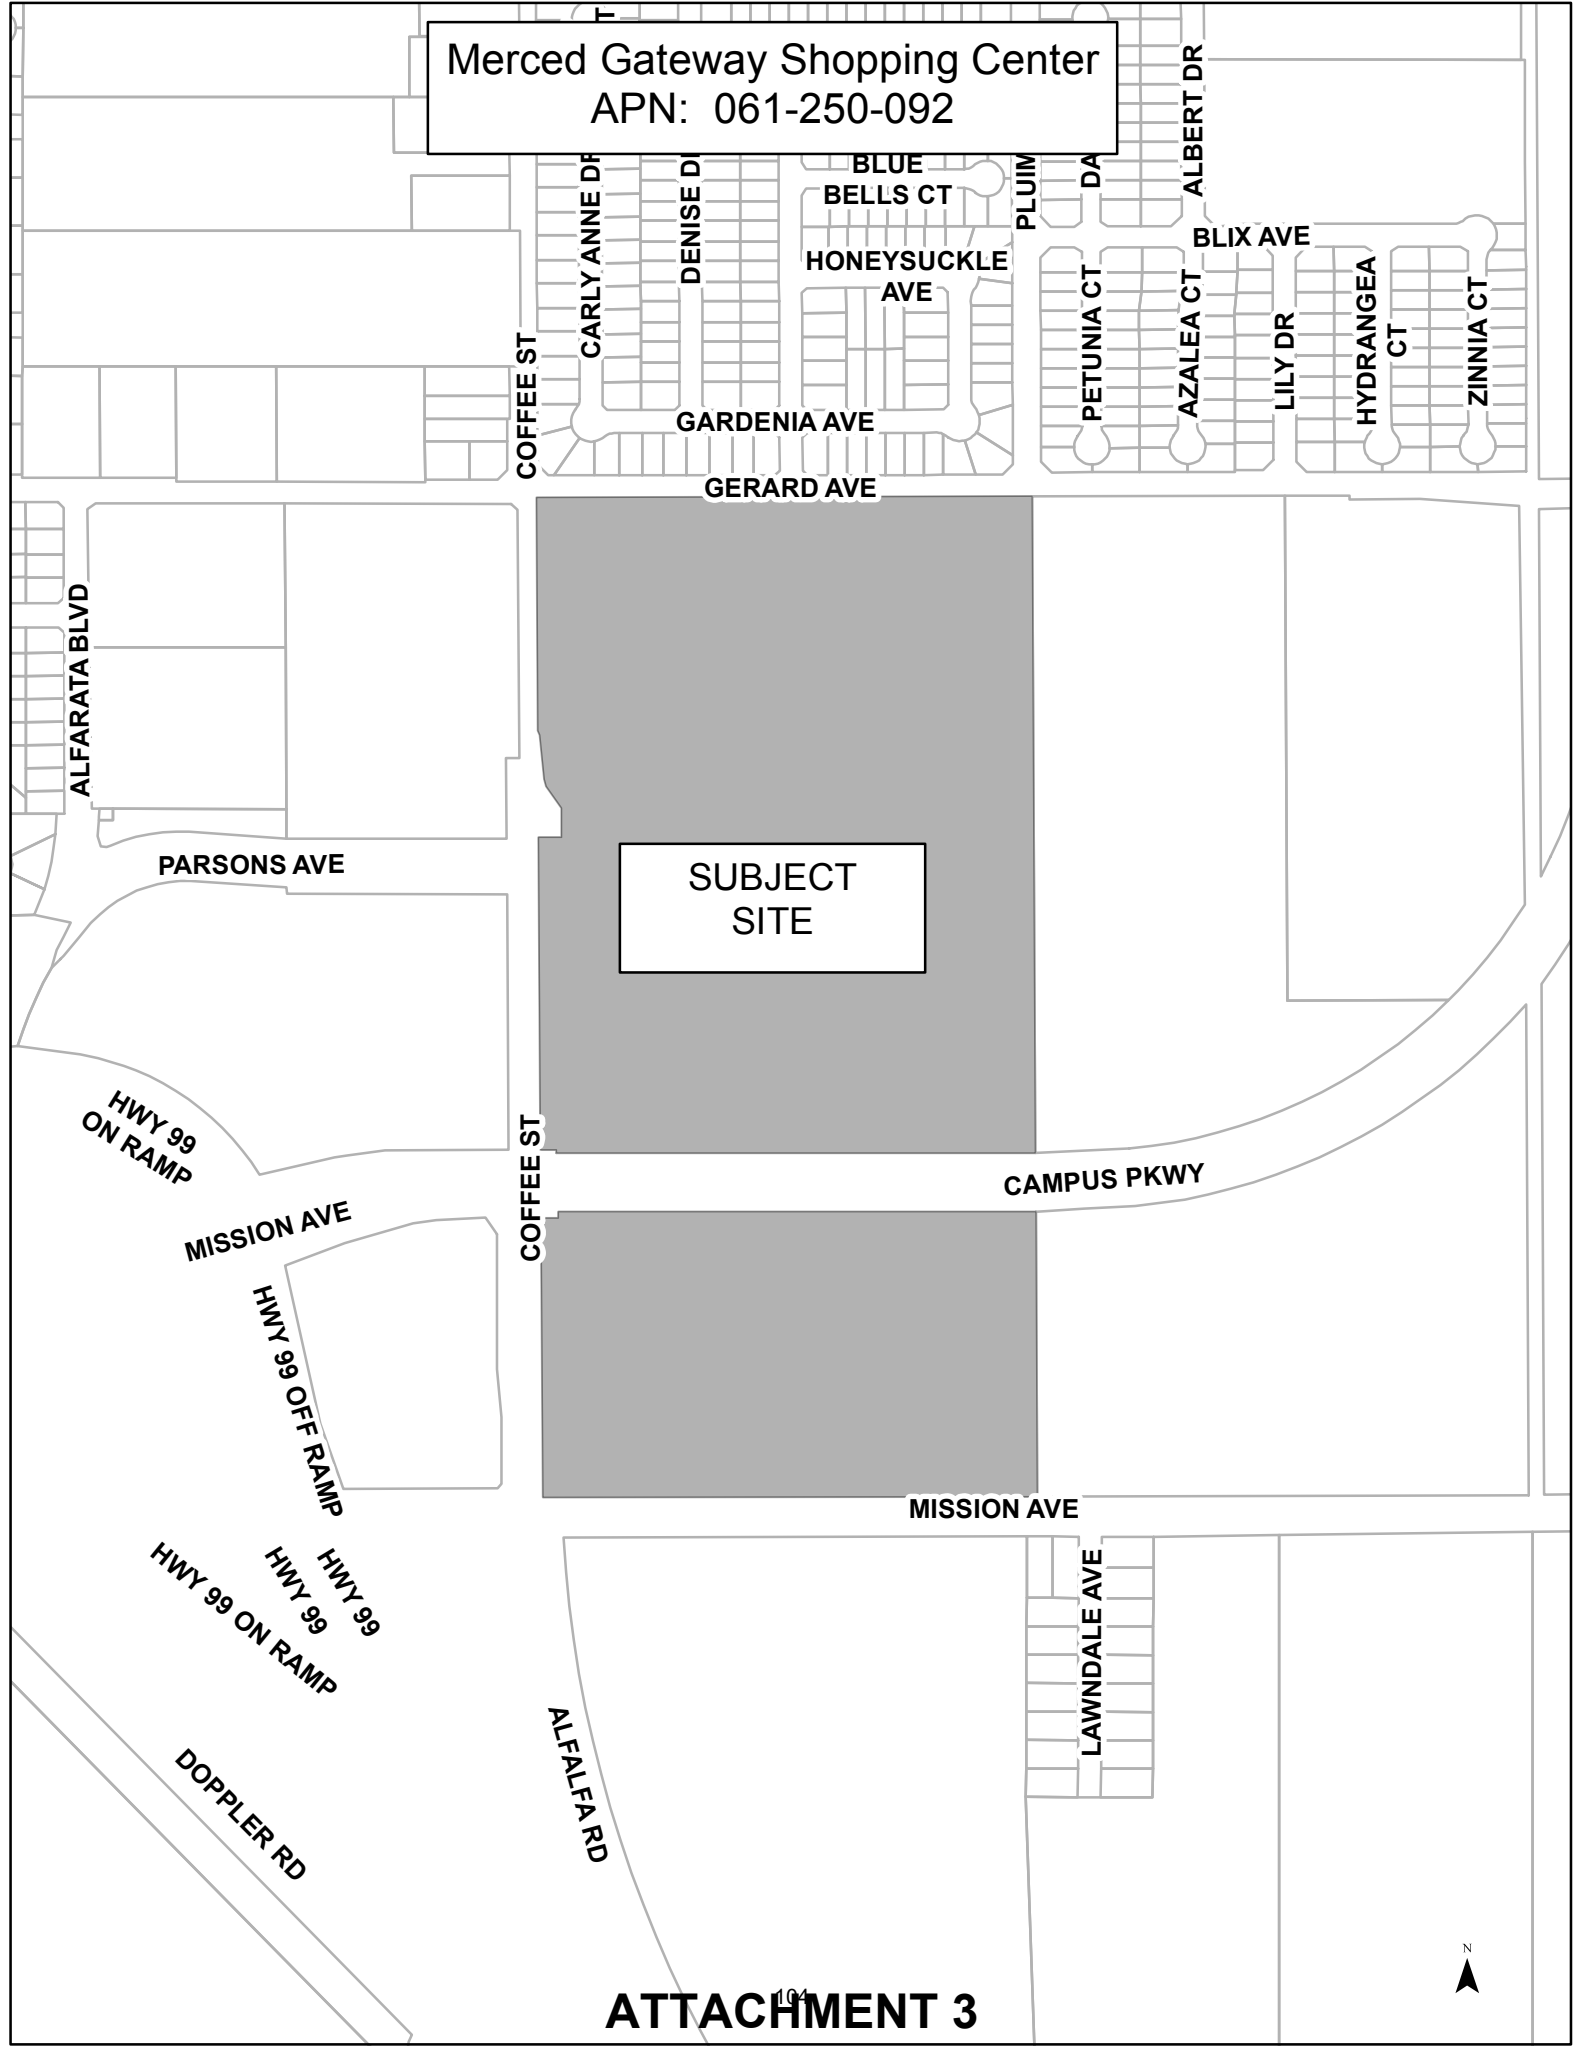 T
Merced Gateway Shopping Center
APN: 061-250-092
ALBERT DR
DA
PLUIM
BLUE
BELLS CT
CARLY ANNE DR
DENISE DR
BLIX AVE
HONEYSUCKLE
AVE
PETUNIA CT
AZALEA CT
LILY DR
HYDRANGEA
CT
ZINNIA CT
COFFEE ST
GARDENIA AVE
GERARD AVE
ALFARATA BLVD
PARSONS AVE
SUBJECT
SITE
HWY 99
ON RAMP
COFFEE ST
CAMPUS PKWY
MISSION AVE
HWY 99 OFF RAMP
MISSION AVE
HWY 99
HWY 99
HWY 99 ON RAMP
LAWNDALE AVE
ALFALFA RD
DOPPLER RD
N
104
ATTACHMENT 3